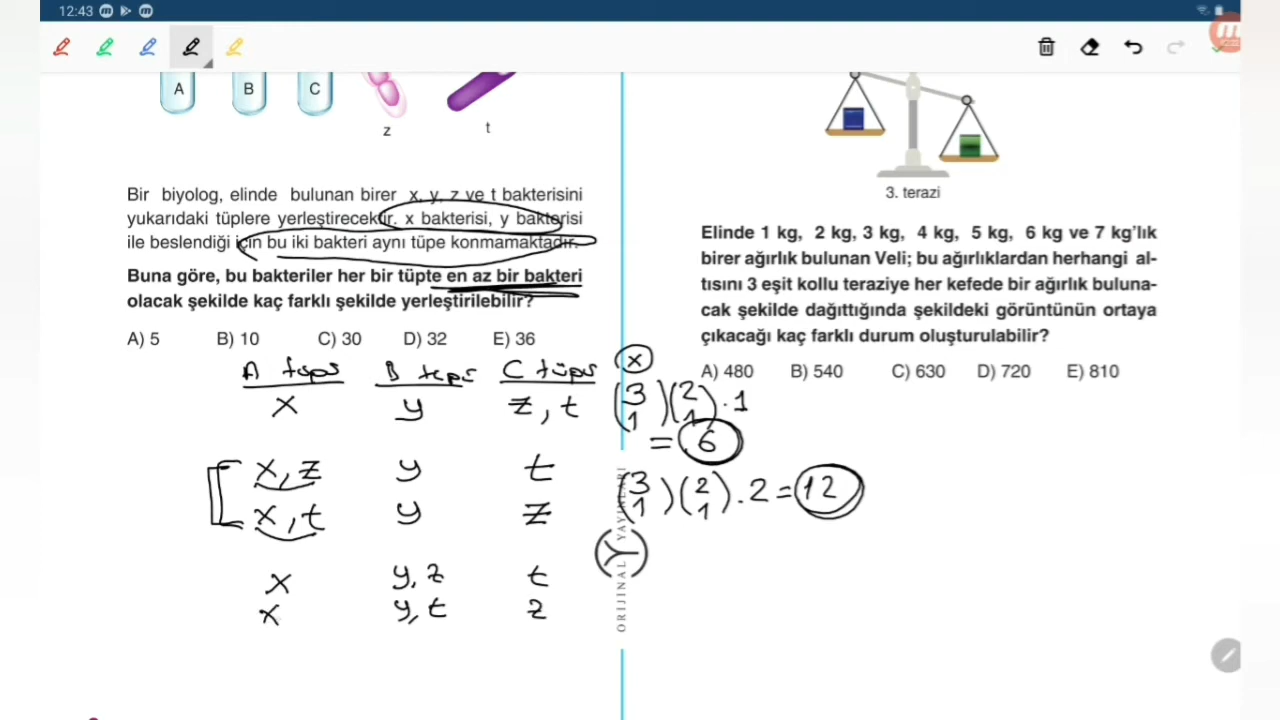 12:43
A
B
C
z
t
Bir biyolog, elinde bulunan birer x, y, z ve t bakterisini
yukarıdaki tüplere yerleştirecektir. x bakterisi, y bakterisi
ile beslendiği için bu iki bakteri aynı tüpe konmamaktadır.
Buna göre, bu bakteriler her bir tüpte en az bir bakteri
olacak şekilde kaç farklı şekilde yerleştirilebilir?
A) 5 B) 10 C) 30 D) 32 E) 36
A tüpü B tüpü C tüpü
x y z, t
x, z y t
x, t y z
x y, z t
x y, t z
x
(3 1)(2 1).1
= 6
(3 1)(2 1).2=12
ORİJİNAL YAYINLARI
3. terazi
Elinde 1 kg, 2 kg, 3 kg, 4 kg, 5 kg, 6 kg ve 7 kg'lık
birer ağırlık bulunan Veli; bu ağırlıklardan herhangi al-
tısını 3 eşit kollu teraziye her kefede bir ağırlık buluna-
cak şekilde dağıttığında şekildeki görüntünün ortaya
çıkacağı kaç farklı durum oluşturulabilir?
A) 480 B) 540 C) 630 D) 720 E) 810